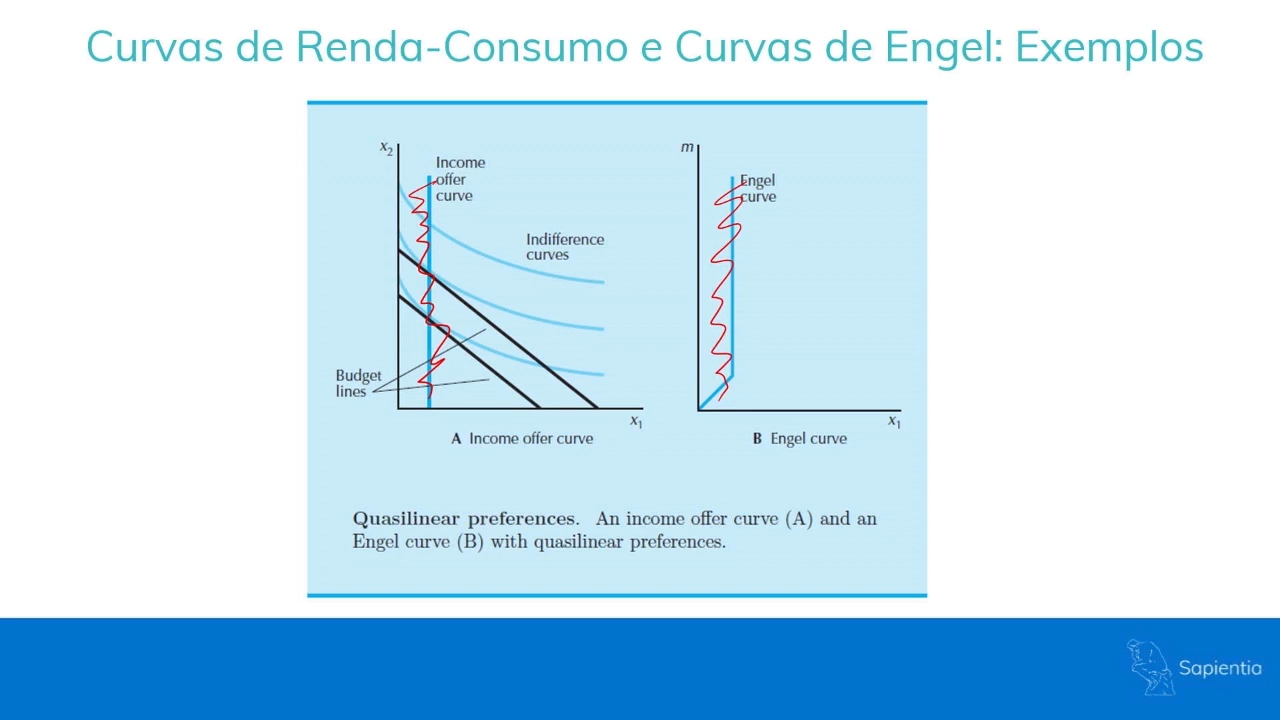 Curvas de Renda-Consumo e Curvas de Engel: Exemplos
x2
Income
offer
curve
Indifference
curves
Budget
lines
x1
A Income offer curve
m
Engel
curve
x1
B Engel curve
Quasilinear preferences. An income offer curve (A) and an
Engel curve (B) with quasilinear preferences.
Sapientia